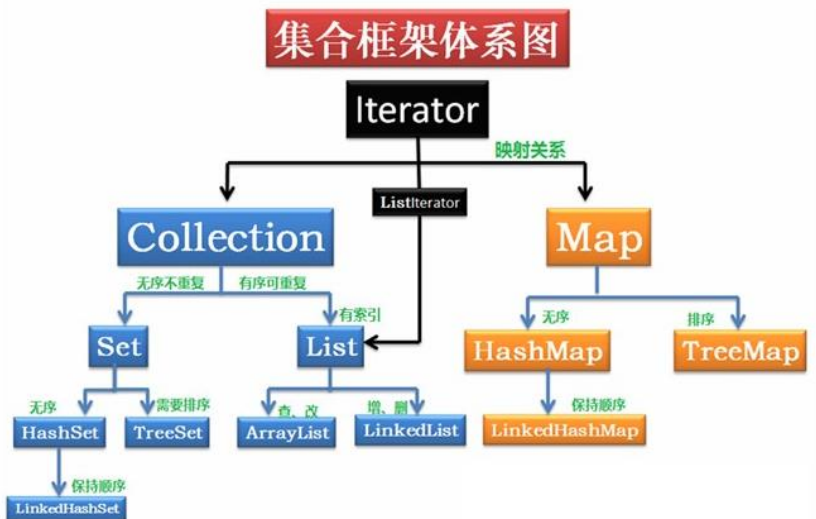 集合框架体系图
Iterator
映射关系
ListIterator
Collection
Map
无序不重复
有序可重复
有索引
无序
排序
Set
List
HashMap
TreeMap
无序
需要排序
查、改
增、删
保持顺序
HashSet
TreeSet
ArrayList
LinkedList
LinkedHashMap
保持顺序
LinkedHashSet